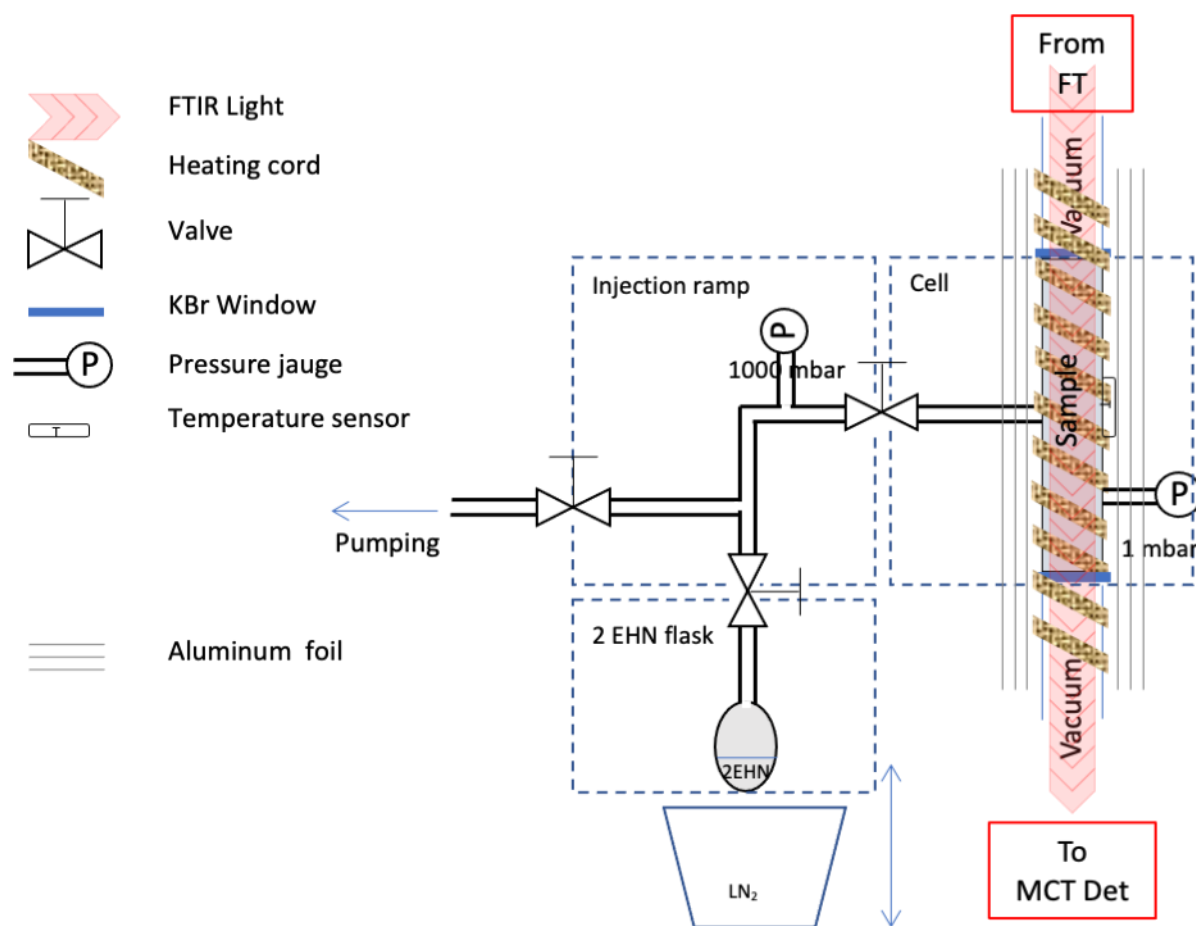 FTIR Light
Heating cord
Valve
KBr Window
P
Pressure jauge
T
Temperature sensor
Aluminum foil
From
FT
Vacuum
Injection ramp
Cell
P
1000 mbar
Sample
T
P
1 mbar
Pumping
2 EHN flask
2EHN
Vacuum
LN₂
To
MCT Det